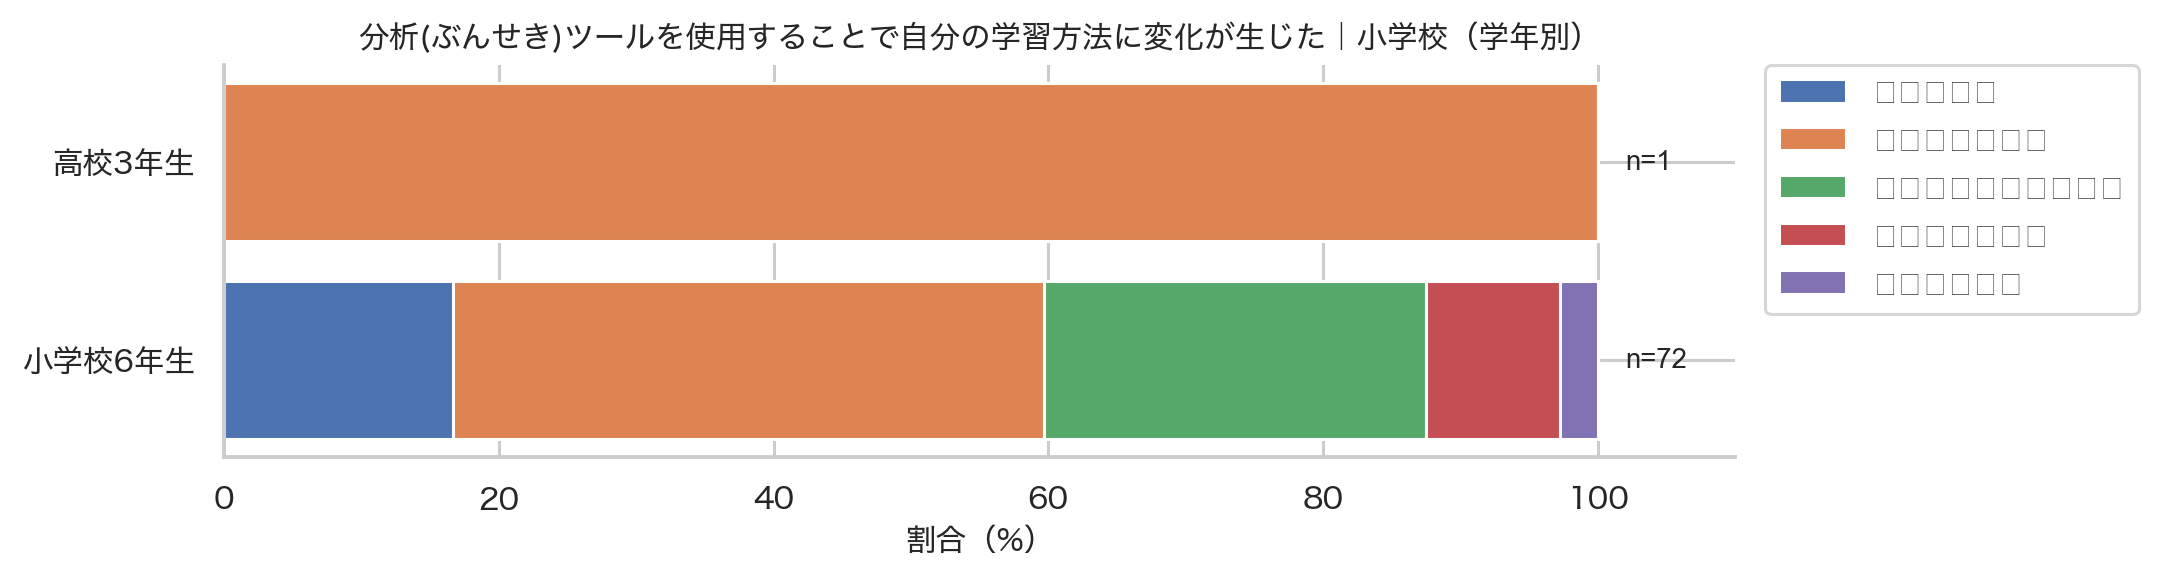 分析(ぶんせき)ツールを使用することで自分の学習方法に変化が生じた｜小学校（学年別）
高校3年生
n=1
小学校6年生
n=72
0 20 40 60 80 100
割合（%）